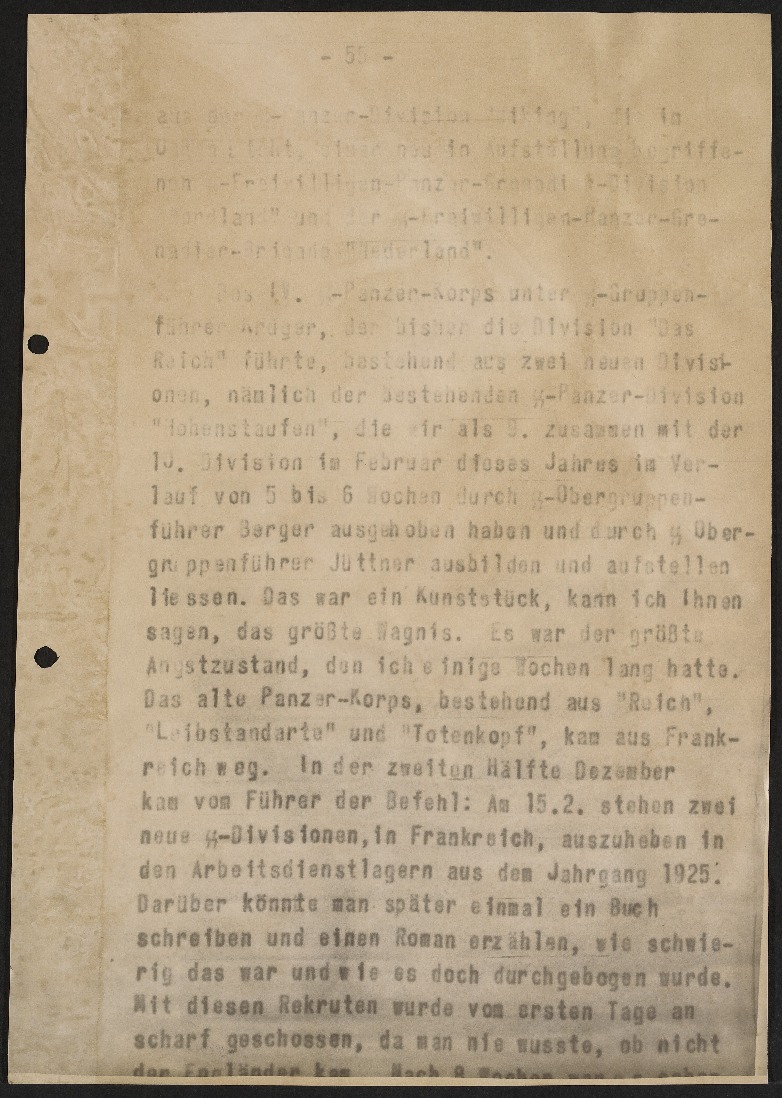 - 55 -
aus der ᛋᛋ-Panzer-Division "Wiking", in
neu in Aufstellung begriffe-
nen ᛋᛋ-Freiwilligen-Panzer-Grenadier-Division
"Nordland" und der ᛋᛋ-Freiwilligen-Panzer-Gre-
nadier-Brigade "Nederland".
Das IV. ᛋᛋ-Panzer-Korps unter ᛋᛋ-Gruppen-
führer Krüger, der bisher die Division "Das
Reich" führte, bestehend aus zwei neuen Divisi-
onen, nämlich der bestehenden ᛋᛋ-Panzer-Division
"Hohenstaufen", die wir als 9. zusammen mit der
10. Division im Februar dieses Jahres im Ver-
lauf von 5 bis 6 Wochen durch ᛋᛋ-Obergruppen-
führer Berger ausgehoben haben und durch ᛋᛋ Ober-
gruppenführer Jüttner ausbilden und aufstellen
liessen. Das war ein Kunststück, kann ich Ihnen
sagen, das größte Wagnis. Es war der größte
Angstzustand, den ich einige Wochen lang hatte.
Das alte Panzer-Korps, bestehend aus "Reich",
"Leibstandarte" und "Totenkopf", kam aus Frank-
reich weg. In der zweiten Hälfte Dezember
kam vom Führer der Befehl: Am 15.2. stehen zwei
neue ᛋᛋ-Divisionen, in Frankreich, auszuheben in
den Arbeitsdienstlagern aus dem Jahrgang 1925.
Darüber könnte man später einmal ein Buch
schreiben und einen Roman erzählen, wie schwie-
rig das war und wie es doch durchgebogen wurde.
Mit diesen Rekruten wurde vom ersten Tage an
scharf geschossen, da man nie wusste, ob nicht
der Engländer kam. Nach 8 Wochen